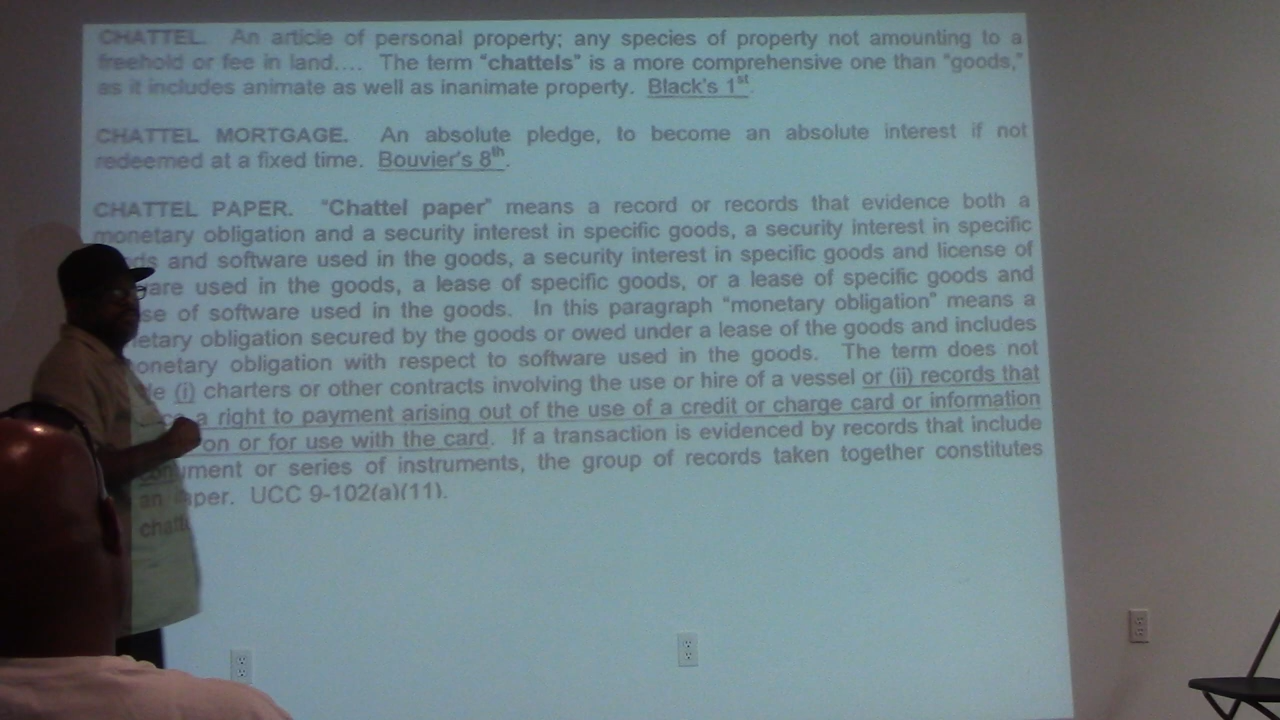 CHATTEL. An article of personal property; any species of property not amounting to a
freehold or fee in land.... The term "chattels" is a more comprehensive one than "goods,"
as it includes animate as well as inanimate property. Black's 1st.
CHATTEL MORTGAGE. An absolute pledge, to become an absolute interest if not
redeemed at a fixed time. Bouvier's 8th.
CHATTEL PAPER. "Chattel paper" means a record or records that evidence both a
monetary obligation and a security interest in specific goods, a security interest in specific
and software used in the goods, a security interest in specific goods and license of
used in the goods, a lease of specific goods, or a lease of specific goods and
of software used in the goods. In this paragraph "monetary obligation" means a
obligation secured by the goods or owed under a lease of the goods and includes
obligation with respect to software used in the goods. The term does not
(i) charters or other contracts involving the use or hire of a vessel or (ii) records that
a right to payment arising out of the use of a credit or charge card or information
on or for use with the card. If a transaction is evidenced by records that include
an or series of instruments, the group of records taken together constitutes
UCC 9-102(a)(11).